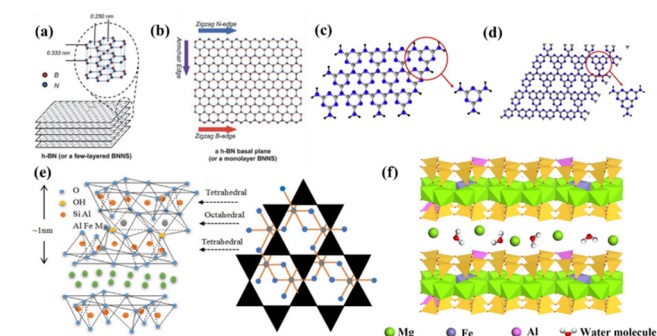 (a)
0.250 nm
0.333 nm
B
N
h-BN (or a few-layered BNNS)
(b)
Zigzag N-edge
Armchair Edge
Zigzag B-edge
a h-BN basal plane
(or a monolayer BNNS)
(c)
(d)
(e)
~1nm
O
OH
Si Al
Al Fe M
Tetrahedral
Octahedral
Tetrahedral
(f)
Mg
Fe
Al
Water molecule